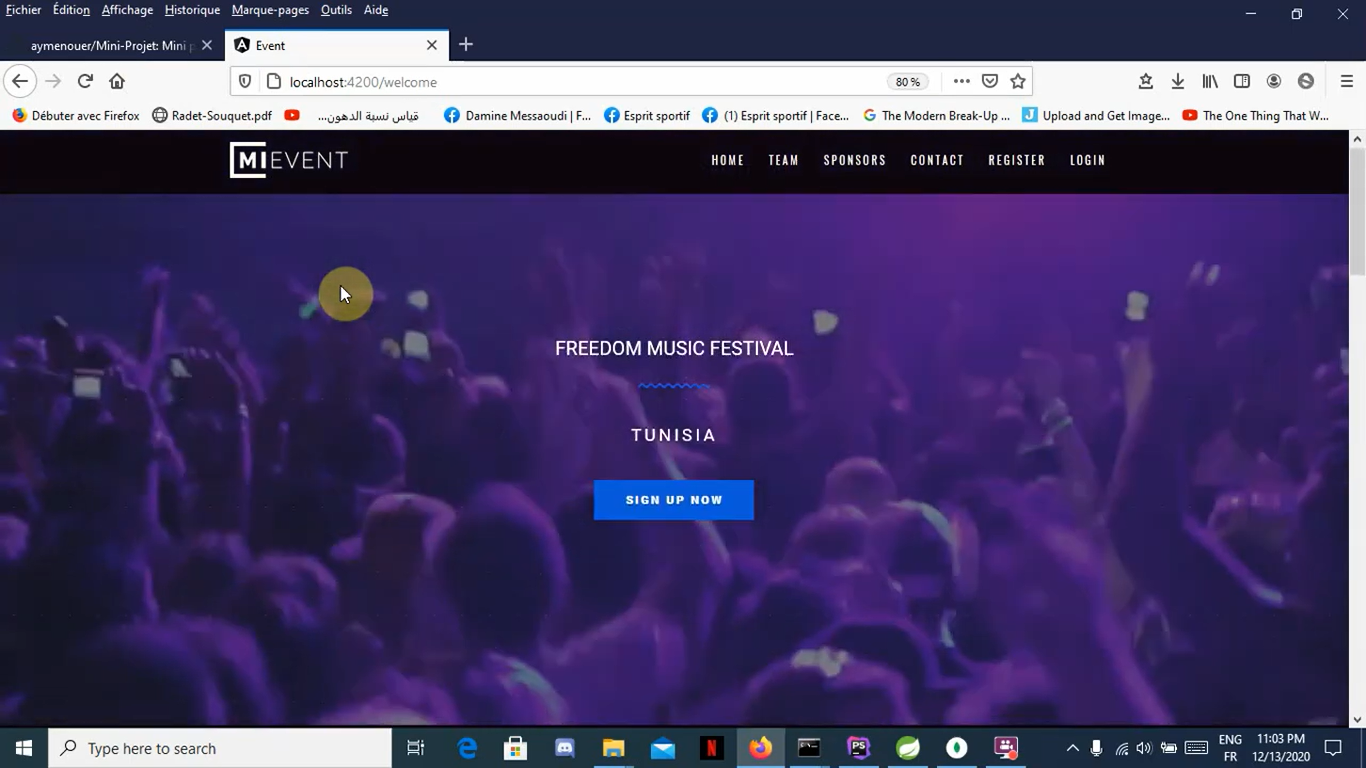 Fichier Édition Affichage Historique Marque-pages Outils Aide
aymenouer/Mini-Projet: Mini p
Event
localhost:4200/welcome
80 %
Débuter avec Firefox Radet-Souquet.pdf قياس نسبة الدهون... Damine Messaoudi | F... Esprit sportif (1) Esprit sportif | Face... The Modern Break-Up ... Upload and Get Image... The One Thing That W...
MIEVENT HOME TEAM SPONSORS CONTACT REGISTER LOGIN
FREEDOM MUSIC FESTIVAL
TUNISIA
SIGN UP NOW
Type here to search
ENG
FR
11:03 PM
12/13/2020